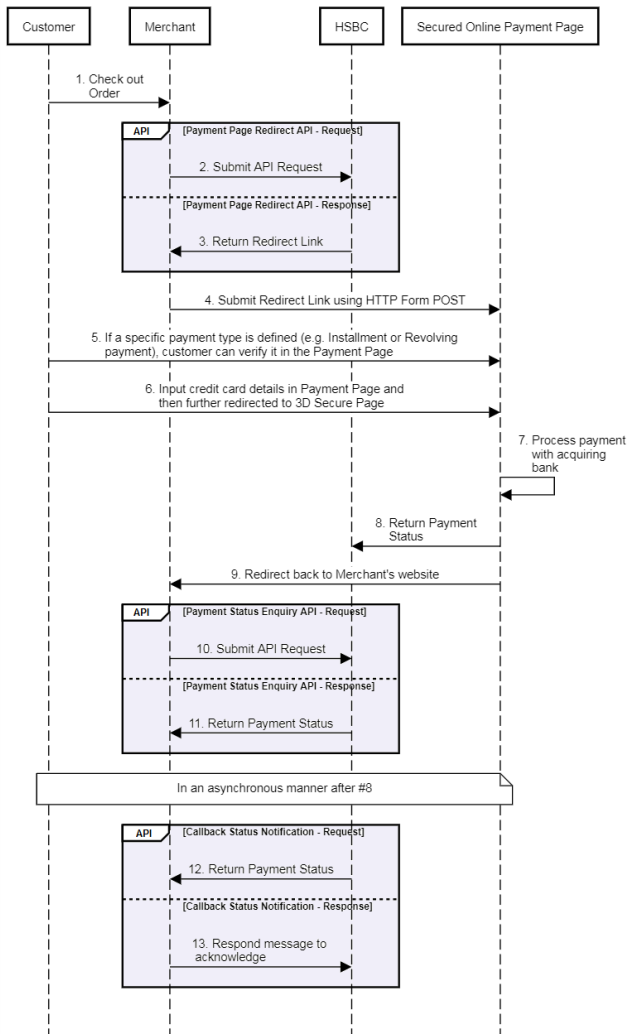 Customer
Merchant
HSBC
Secured Online Payment Page
1. Check out
Order
API
[Payment Page Redirect API - Request]
2. Submit API Request
[Payment Page Redirect API - Response]
3. Return Redirect Link
4. Submit Redirect Link using HTTP Form POST
5. If a specific payment type is defined (e.g. Installment or Revolving
payment), customer can verify it in the Payment Page
6. Input credit card details in Payment Page and
then further redirected to 3D Secure Page
7. Process payment
with acquiring
bank
8. Return Payment
Status
9. Redirect back to Merchant's website
API
[Payment Status Enquiry API - Request]
10. Submit API Request
[Payment Status Enquiry API - Response]
11. Return Payment Status
In an asynchronous manner after #8
API
[Callback Status Notification - Request]
12. Return Payment Status
[Callback Status Notification - Response]
13. Respond message to
acknowledge